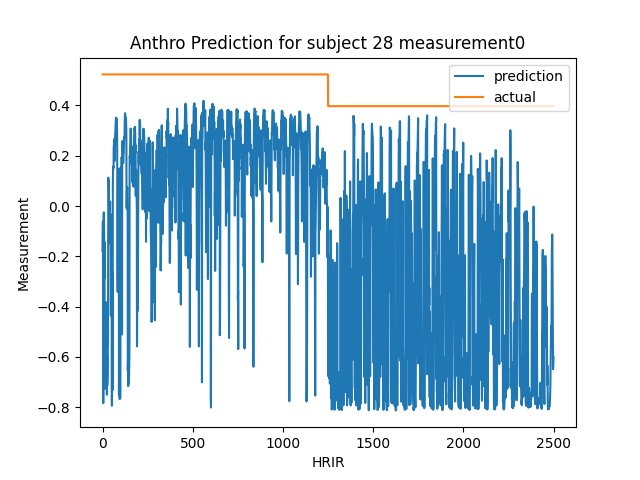 Anthro Prediction for subject 28 measurement0
prediction
actual
0.4
0.2
0.0
−0.2
−0.4
−0.6
−0.8
Measurement
0
500
1000
1500
2000
2500
HRIR